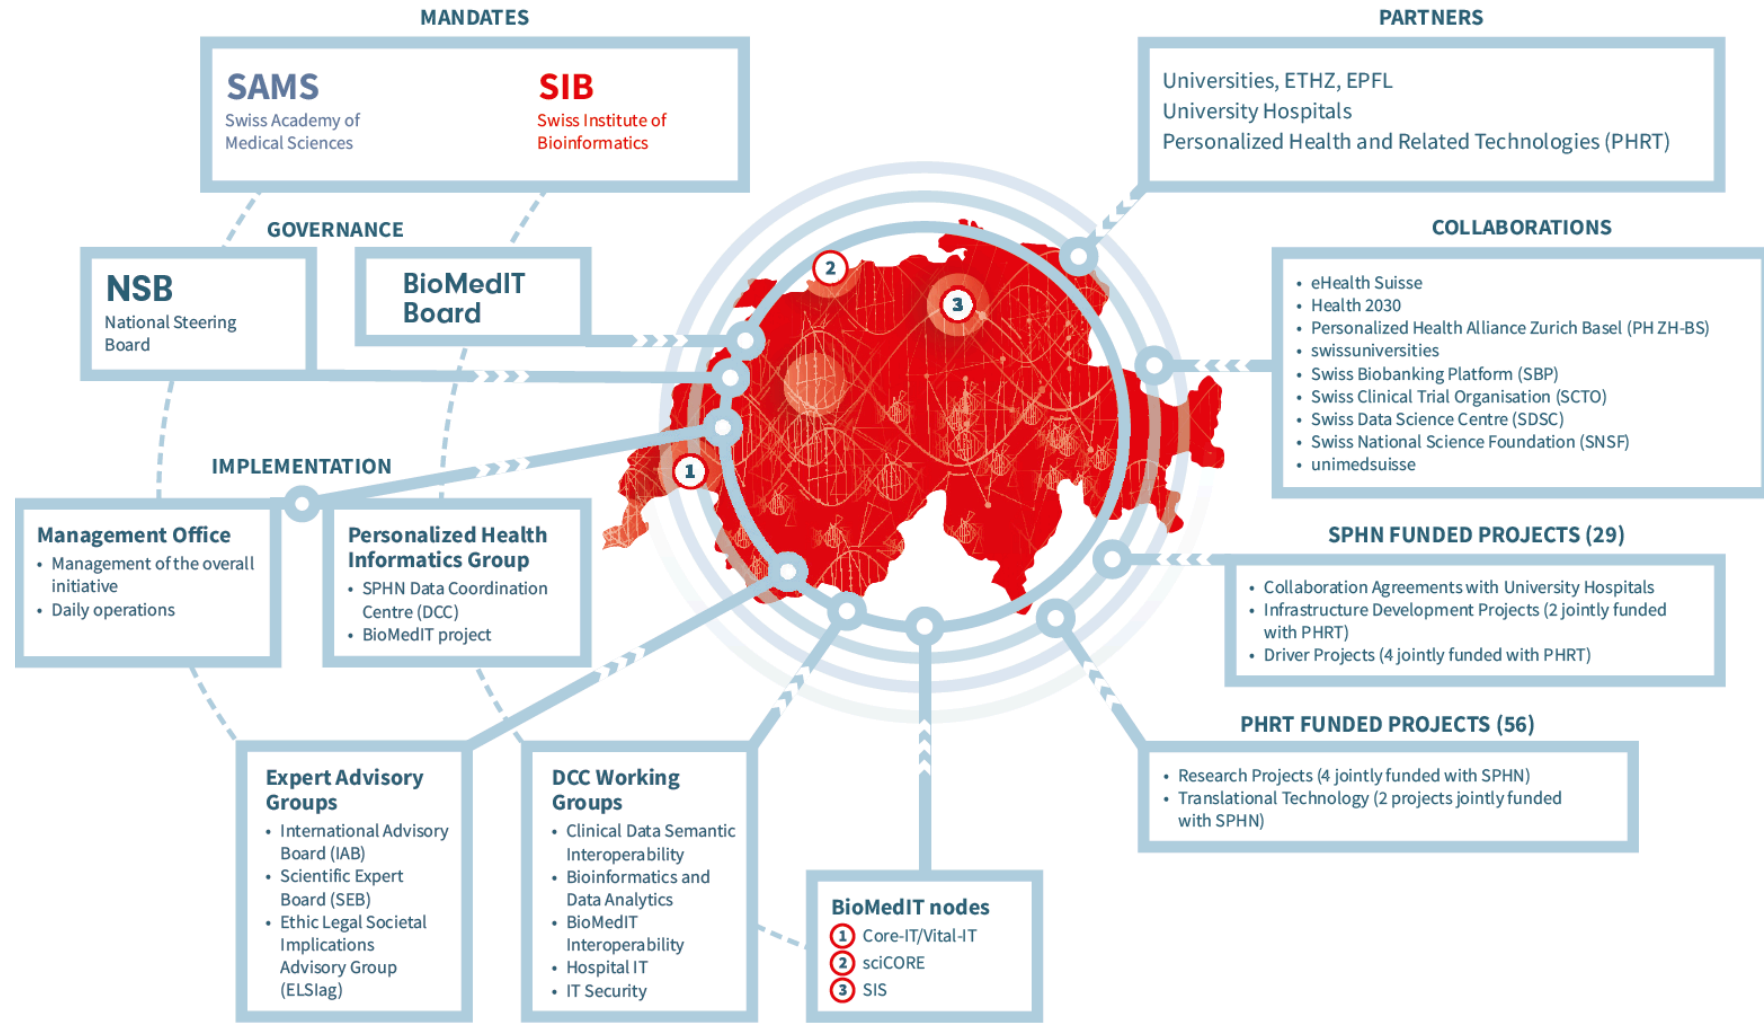 MANDATES
SAMS
Swiss Academy of
Medical Sciences
SIB
Swiss Institute of
Bioinformatics
PARTNERS
Universities, ETHZ, EPFL
University Hospitals
Personalized Health and Related Technologies (PHRT)
GOVERNANCE
NSB
National Steering
Board
BioMedIT
Board
COLLABORATIONS
• eHealth Suisse
• Health 2030
• Personalized Health Alliance Zurich Basel (PH ZH-BS)
• swissuniversities
• Swiss Biobanking Platform (SBP)
• Swiss Clinical Trial Organisation (SCTO)
• Swiss Data Science Centre (SDSC)
• Swiss National Science Foundation (SNSF)
• unimedsuisse
2
3
1
IMPLEMENTATION
Management Office
• Management of the overall
initiative
• Daily operations
Personalized Health
Informatics Group
• SPHN Data Coordination
Centre (DCC)
• BioMedIT project
SPHN FUNDED PROJECTS (29)
• Collaboration Agreements with University Hospitals
• Infrastructure Development Projects (2 jointly funded
with PHRT)
• Driver Projects (4 jointly funded with PHRT)
PHRT FUNDED PROJECTS (56)
• Research Projects (4 jointly funded with SPHN)
• Translational Technology (2 projects jointly funded
with SPHN)
Expert Advisory
Groups
• International Advisory
Board (IAB)
• Scientific Expert
Board (SEB)
• Ethic Legal Societal
Implications
Advisory Group
(ELSIag)
DCC Working
Groups
• Clinical Data Semantic
Interoperability
• Bioinformatics and
Data Analytics
• BioMedIT
Interoperability
• Hospital IT
• IT Security
BioMedIT nodes
1 Core-IT/Vital-IT
2 sciCORE
3 SIS